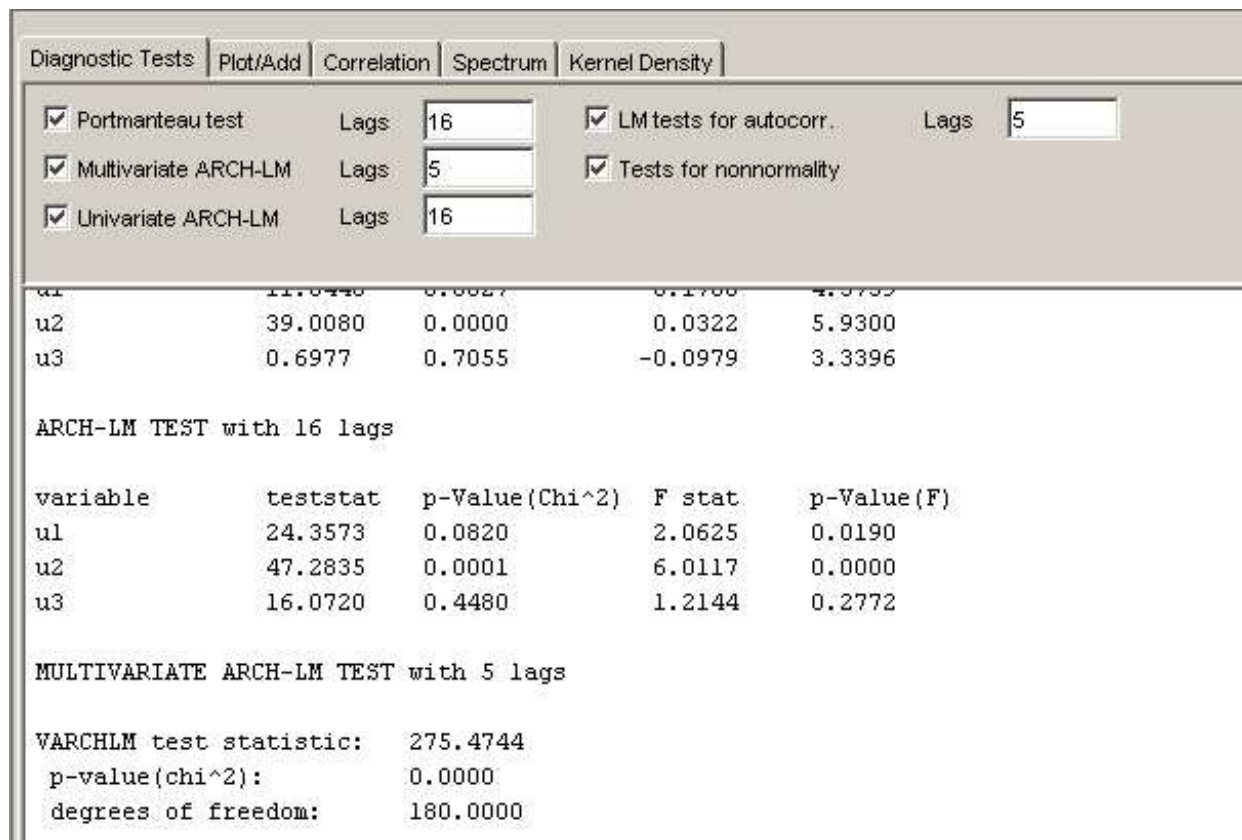 Diagnostic Tests Plot/Add Correlation Spectrum Kernel Density
Portmanteau test Lags 16 LM tests for autocorr. Lags 5
Multivariate ARCH-LM Lags 5 Tests for nonnormality
Univariate ARCH-LM Lags 16
u1
u2 39.0080 0.0000 0.0322 5.9300
u3 0.6977 0.7055 -0.0979 3.3396
ARCH-LM TEST with 16 lags
variable teststat p-Value(Chi^2) F stat p-Value(F)
u1 24.3573 0.0820 2.0625 0.0190
u2 47.2835 0.0001 6.0117 0.0000
u3 16.0720 0.4480 1.2144 0.2772
MULTIVARIATE ARCH-LM TEST with 5 lags
VARCHLM test statistic: 275.4744
p-value(chi^2): 0.0000
degrees of freedom: 180.0000